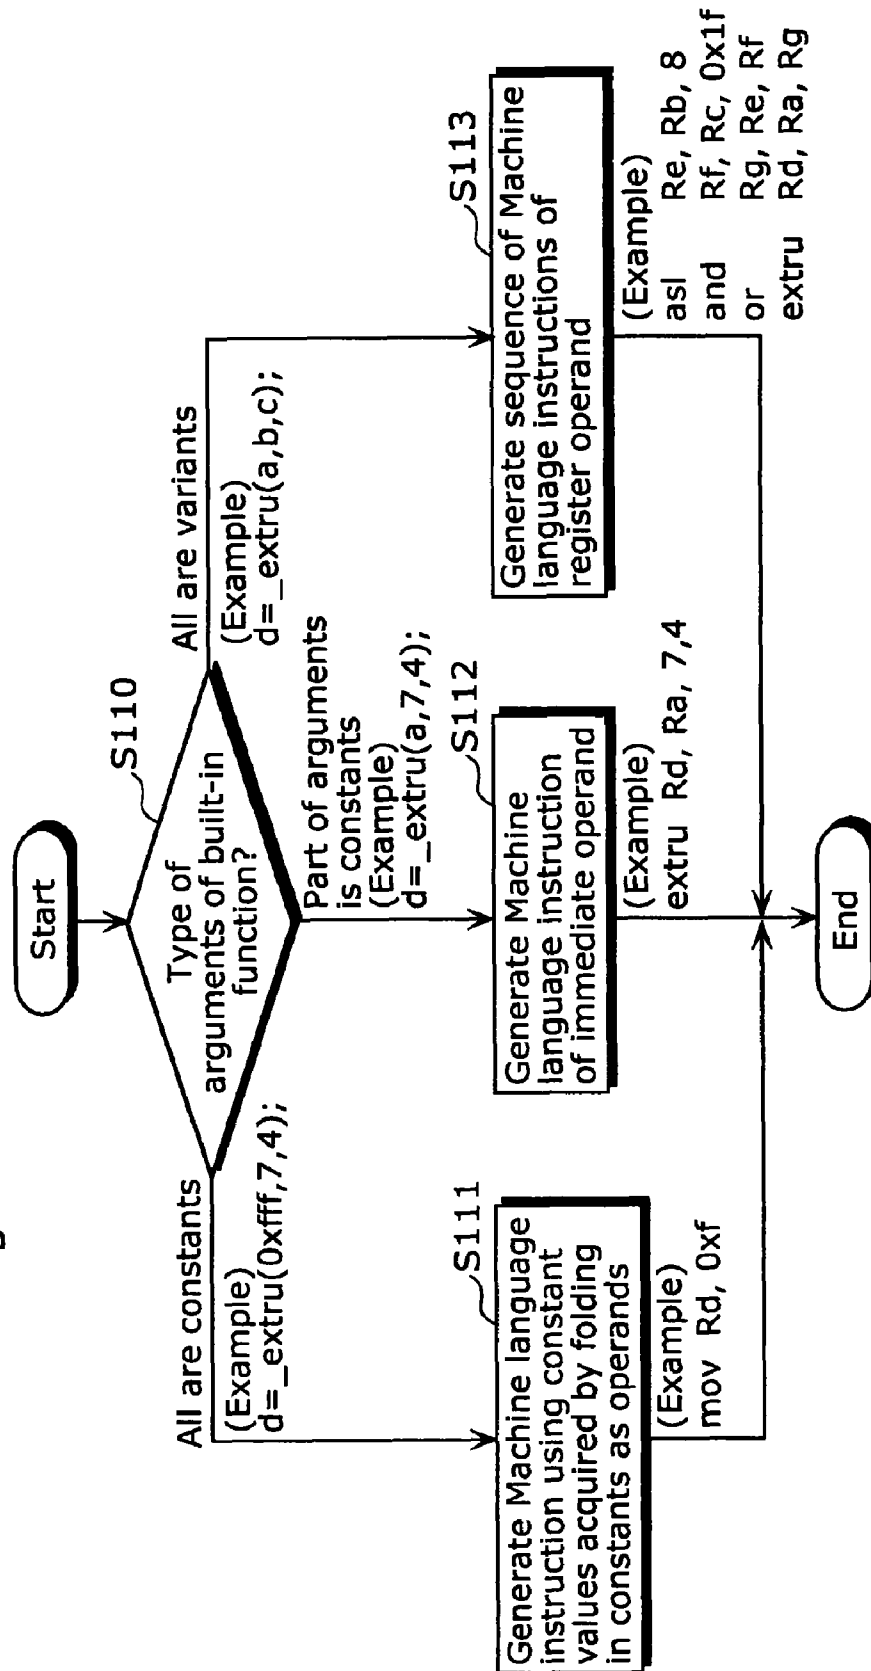 Start
S110
Type of
arguments of built-in
function?
All are constants
(Example)
d=_extru(0xfff,7,4);
Part of arguments
is constants
(Example)
d=_extru(a,7,4);
All are variants
(Example)
d=_extru(a,b,c);
S111
Generate Machine language
instruction using constant
values acquired by folding
in constants as operands
(Example)
mov Rd, 0xf
S112
Generate Machine
language instruction
of immediate operand
(Example)
extru Rd, Ra, 7,4
S113
Generate sequence of Machine
language instructions of
register operand
(Example)
asl Re, Rb, 8
and Rf, Rc, 0x1f
or Rg, Re, Rf
extru Rd, Ra, Rg
End